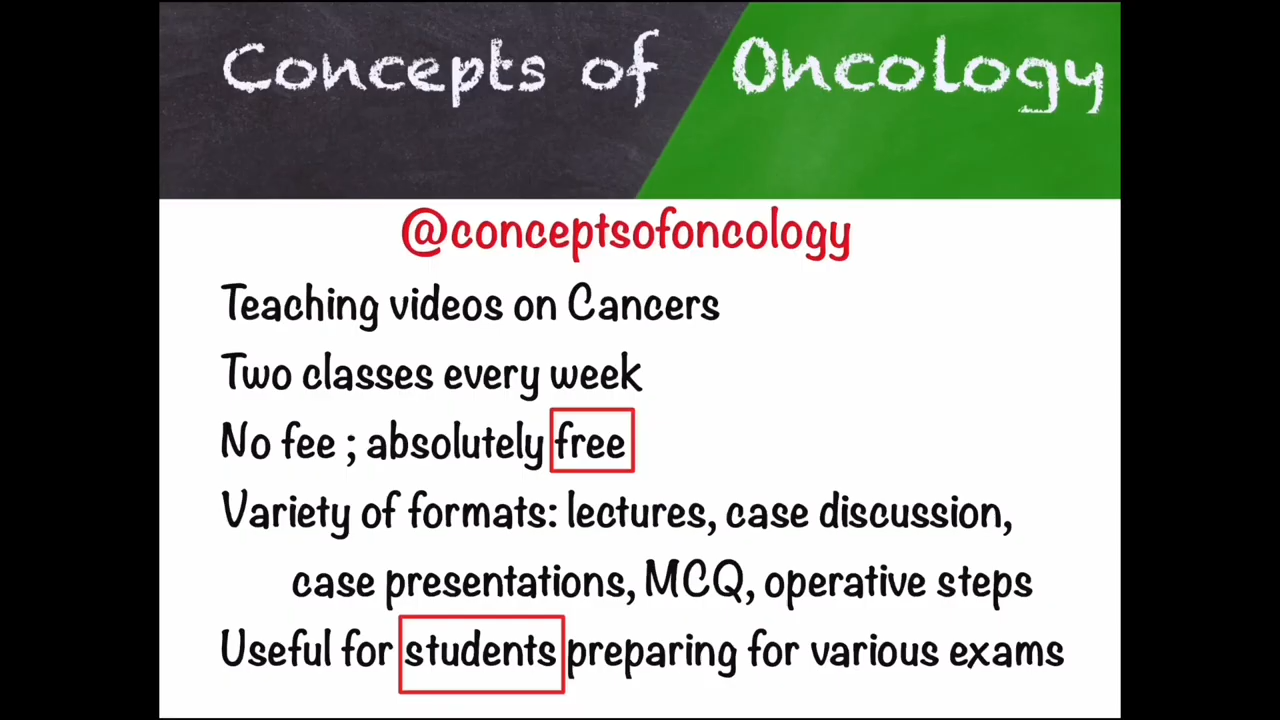 Concepts of Oncology
@conceptsofoncology
Teaching videos on Cancers
Two classes every week
No fee ; absolutely free
Variety of formats: lectures, case discussion,
case presentations, MCQ, operative steps
Useful for students preparing for various exams